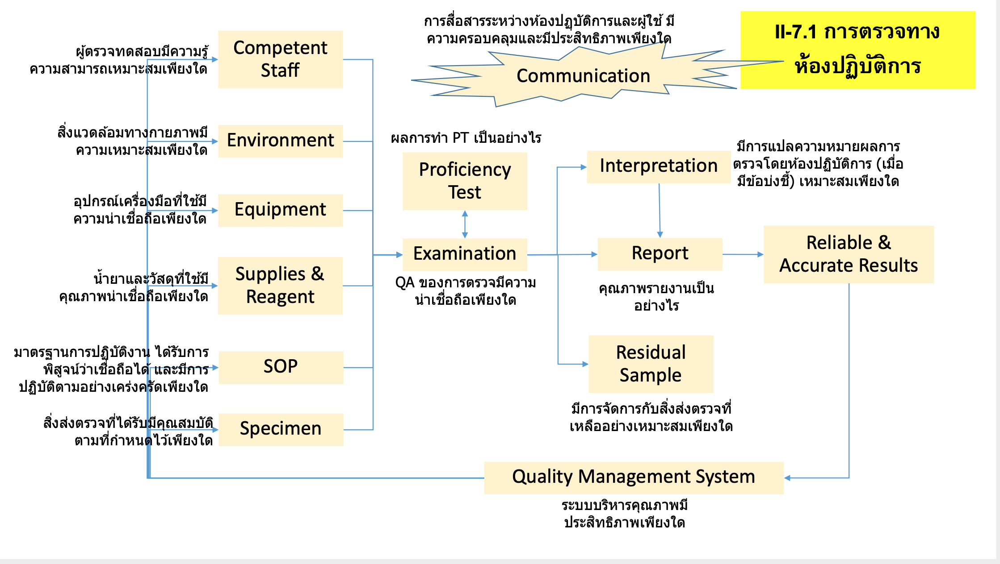 การสื่อสารระหว่างห้องปฏฺบัติการและผู้ใช้ มี
ความครอบคลุมและมีประสิทธิภาพเพียงใด
Communication
II-7.1 การตรวจทาง
ห้องปฏิบัติการ
ผู้ตรวจทดสอบมีความรู้
ความสามารถเหมาะสมเพียงใด
Competent
Staff
สิ่งแวดล้อมทางกายภาพมี
ความเหมาะสมเพียงใด
Environment
อุปกรณ์เครื่องมือที่ใช้มี
ความน่าเชื่อถือเพียงใด
Equipment
น้ำยาและวัสดุที่ใช้มี
คุณภาพน่าเชื่อถือเพียงใด
Supplies &
Reagent
มาตรฐานการปฏิบัติงาน ได้รับการ
พิสูจน์ว่าเชื่อถือได้ และมีการ
ปฏิบัติตามอย่างเคร่งครัดเพียงใด
SOP
สิ่งส่งตรวจที่ได้รับมีคุณสมบัติ
ตามที่กำหนดไว้เพียงใด
Specimen
ผลการทำ PT เป็นอย่างไร
Proficiency
Test
Examination
QA ของการตรวจมีความ
น่าเชื่อถือเพียงใด
Interpretation
มีการแปลความหมายผลการ
ตรวจโดยห้องปฏิบัติการ (เมื่อ
มีข้อบ่งชี้) เหมาะสมเพียงใด
Report
คุณภาพรายงานเป็น
อย่างไร
Reliable &
Accurate Results
Residual
Sample
มีการจัดการกับสิ่งส่งตรวจที่
เหลืออย่างเหมาะสมเพียงใด
Quality Management System
ระบบบริหารคุณภาพมี
ประสิทธิภาพเพียงใด